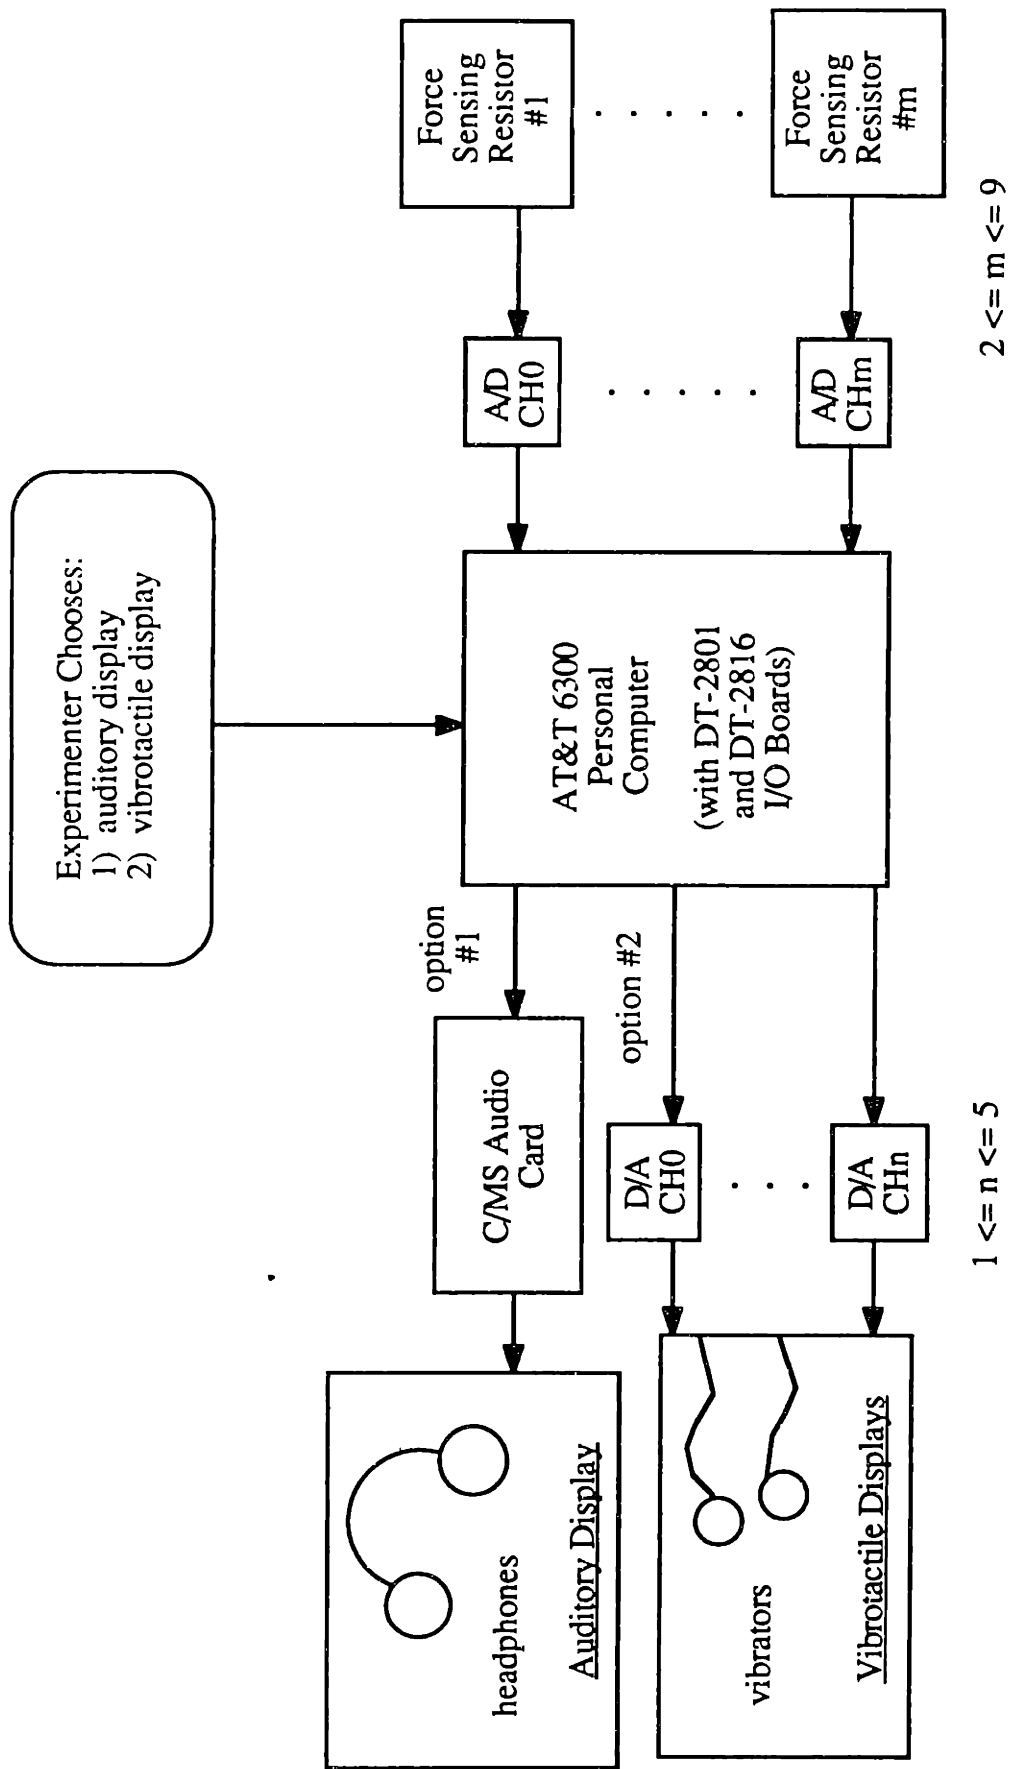 Experimenter Chooses:
1) auditory display
2) vibrotactile display
headphones
Auditory Display
C/MS Audio
Card
option
#1
AT&T 6300
Personal
Computer
(with DT-2801
and DT-2816
I/O Boards)
A/D
CH0
Force
Sensing
Resistor
#1
. . . . .
. . . . .
vibrators
Vibrotactile Displays
D/A
CH0
. . . .
D/A
CHn
option #2
A/D
CHm
Force
Sensing
Resistor
#m
1 <= n <= 5
2 <= m <= 9